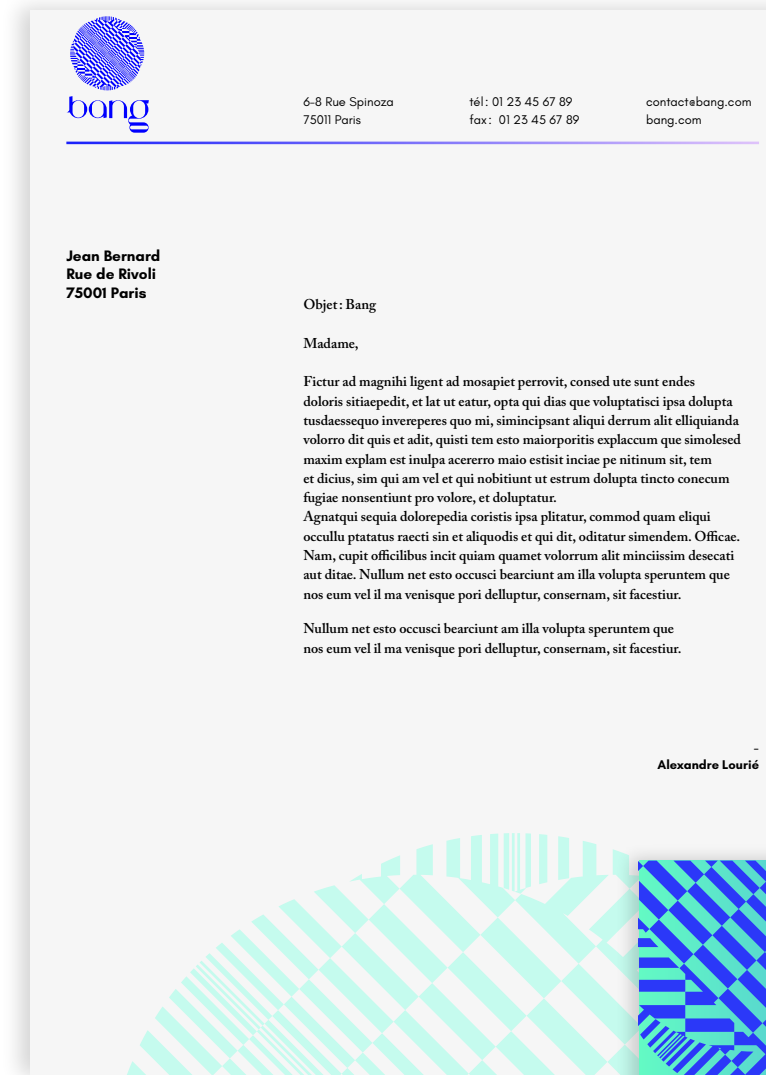 bang
6-8 Rue Spinoza
75011 Paris
tél : 01 23 45 67 89
fax : 01 23 45 67 89
contactebang.com
bang.com
Jean Bernard
Rue de Rivoli
75001 Paris
Objet : Bang
Madame,
Fictur ad magnihi ligent ad mosapiet perrovit, consed ute sunt endes
doloris sitiaepedit, et lat ut eatur, opta qui dias que voluptatisci ipsa dolupta
tusdaessequo invereperes quo mi, simincipsant aliqui derrum alit elliquianda
volorro dit quis et adit, quisti tem esto maiorporitis explaccum que simolesed
maxim explam est inulpa acererro maio estisit inciae pe nitinum sit, tem
et dicius, sim qui am vel et qui nobitiunt ut estrum dolupta tincto conecum
fugiae nonsentiunt pro volore, et doluptatur.
Agnatqui sequia dolorepedia coristis ipsa plitatur, commod quam eliqui
occullu ptatatus raecti sin et aliquodis et qui dit, oditatur simendem. Officae.
Nam, cupit officilibus incit quiam quamet volorrum alit minciissim desecati
aut ditae. Nullum net esto occusci bearciunt am illa volupta speruntem que
nos eum vel il ma venisque pori delluptur, consernam, sit facestiur.
Nullum net esto occusci bearciunt am illa volupta speruntem que
nos eum vel il ma venisque pori delluptur, consernam, sit facestiur.
–
Alexandre Lourié